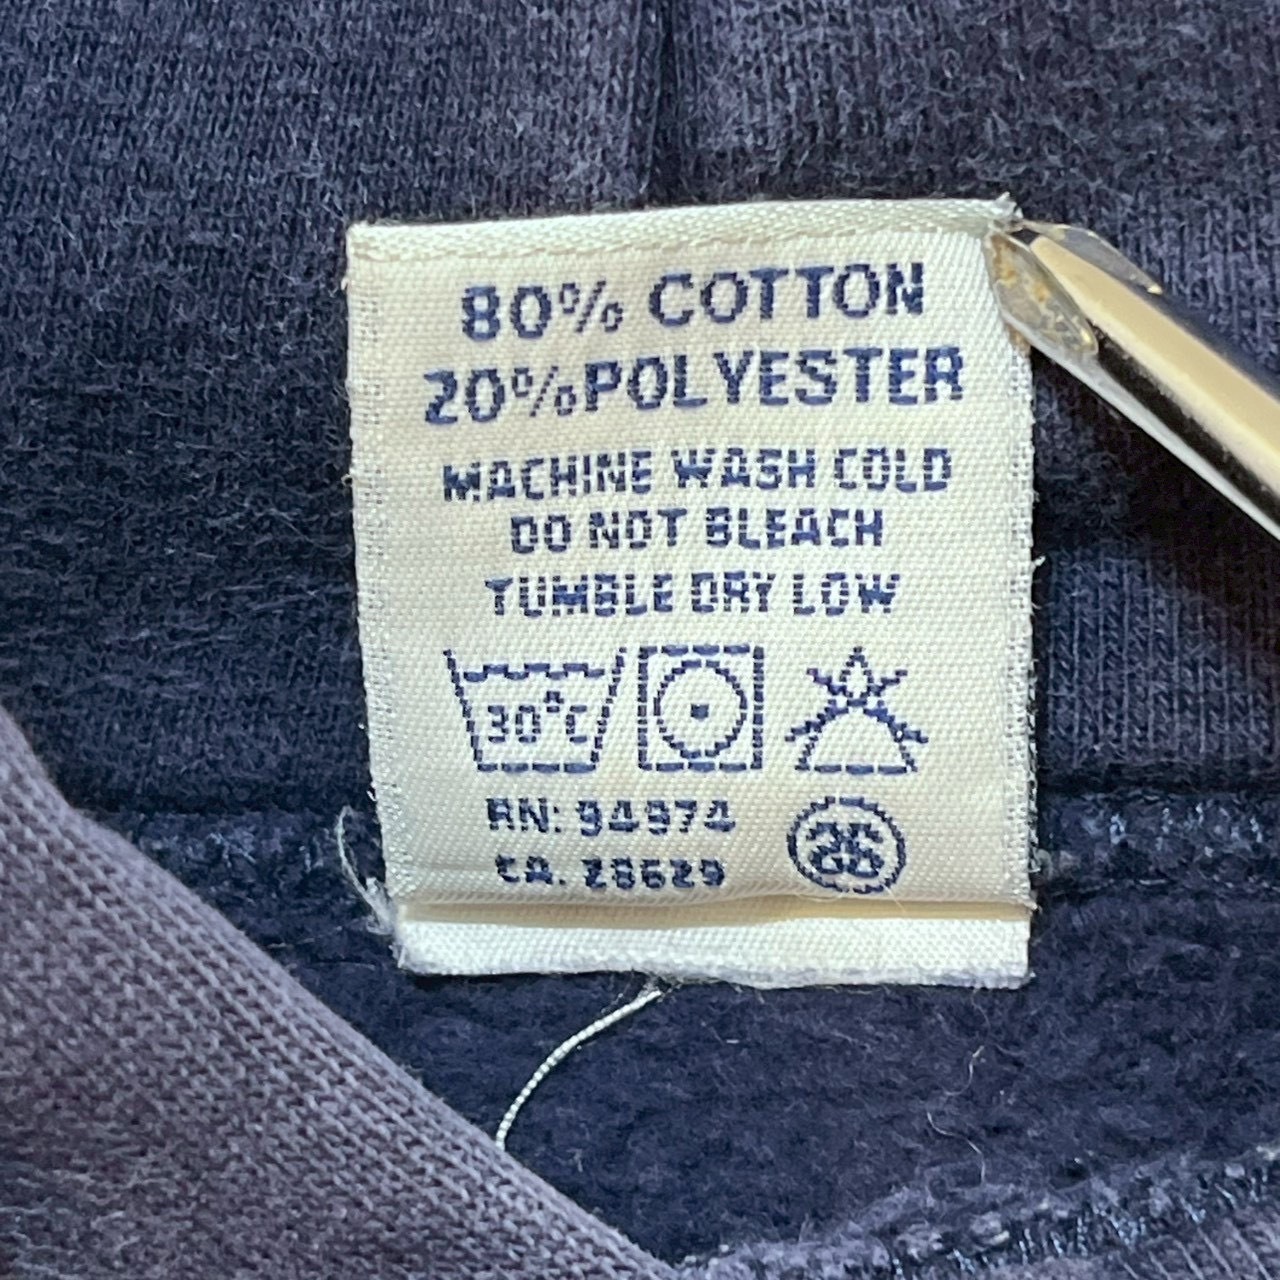 80% COTTON
20% POLYESTER
MACHINE WASH COLD
DO NOT BLEACH
TUMBLE DRY LOW
30°C
RN: 94974
CA. 28629